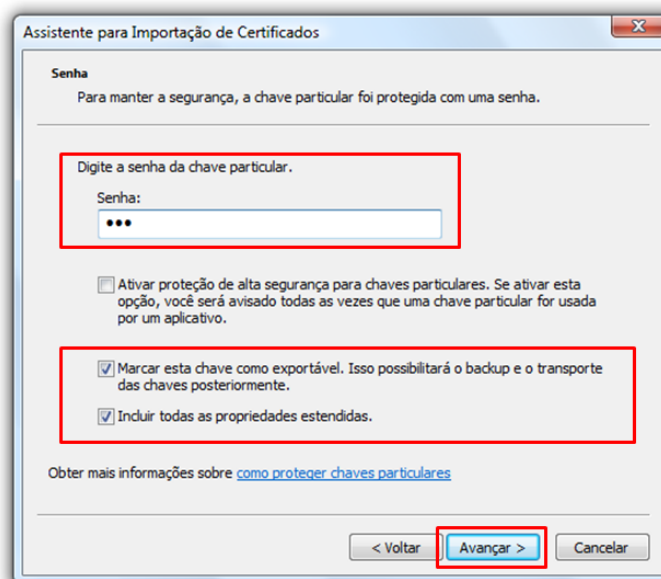 Assistente para Importação de Certificados
Senha
Para manter a segurança, a chave particular foi protegida com uma senha.
Digite a senha da chave particular.
Senha:
•••
Ativar proteção de alta segurança para chaves particulares. Se ativar esta
opção, você será avisado todas as vezes que uma chave particular for usada
por um aplicativo.
Marcar esta chave como exportável. Isso possibilitará o backup e o transporte
das chaves posteriormente.
Incluir todas as propriedades estendidas.
Obter mais informações sobre como proteger chaves particulares
< Voltar Avançar > Cancelar